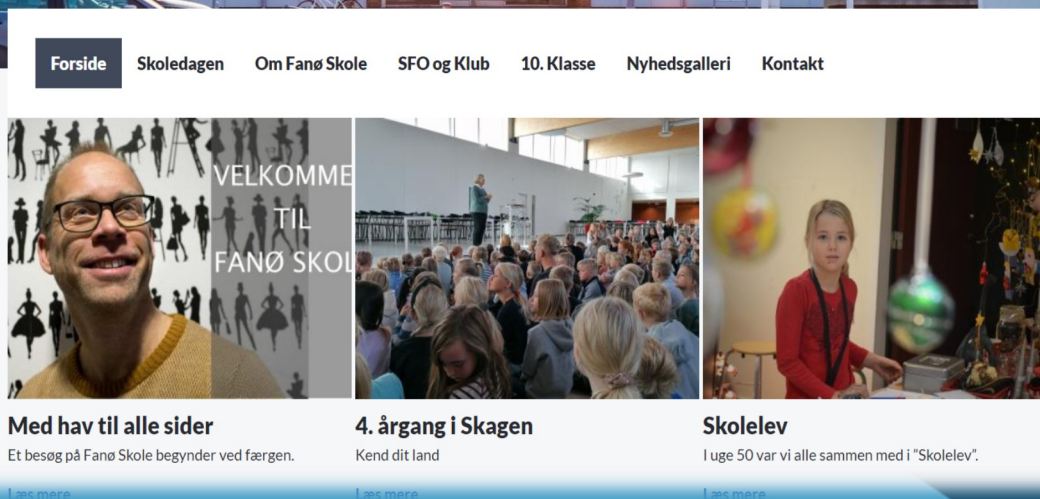 Forside Skoledagen Om Fanø Skole SFO og Klub 10. Klasse Nyhedsgalleri Kontakt
VELKOMME
TIL
FANØ SKOL
Med hav til alle sider
Et besøg på Fanø Skole begynder ved færgen.
Læs mere
4. årgang i Skagen
Kend dit land
Læs mere
Skolelev
I uge 50 var vi alle sammen med i ”Skolelev”.
Læs mere